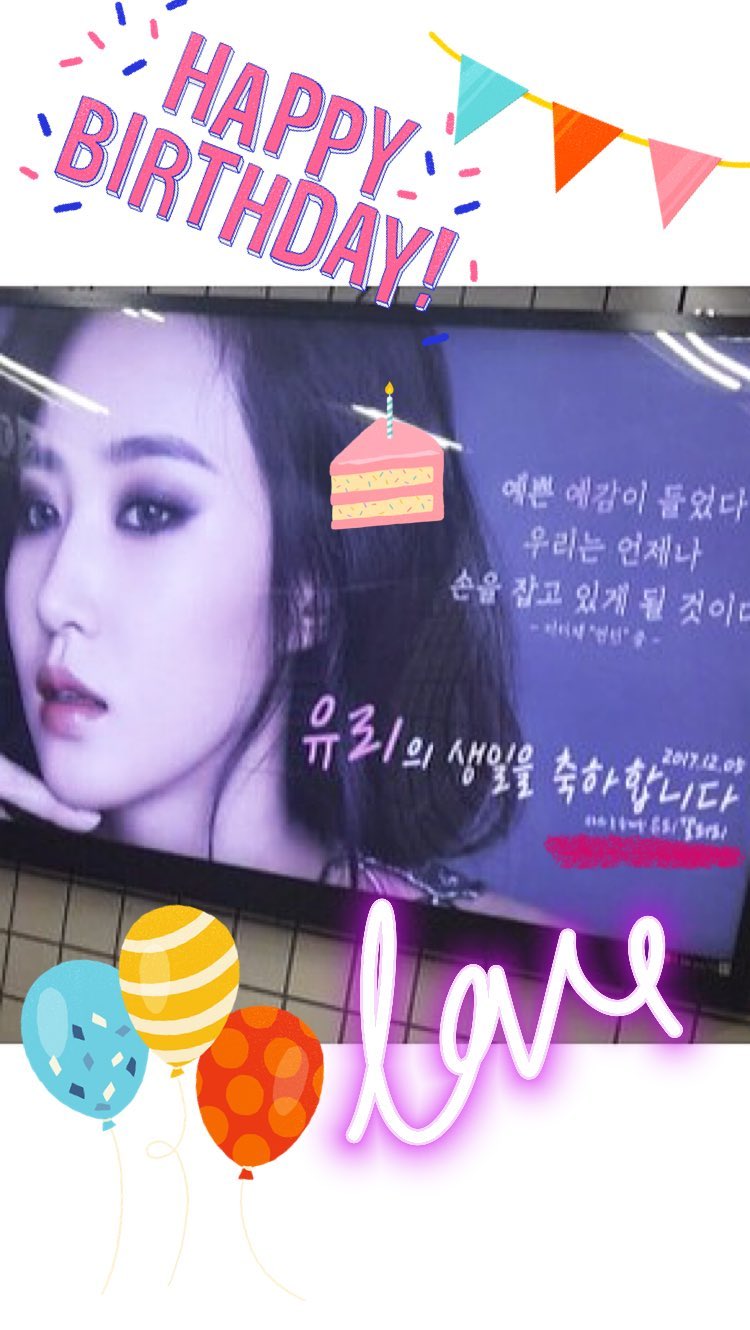 HAPPY
BIRTHDAY!
예쁜 예감이 들었다
우리는 언제나
손을 잡고 있게 될 것이다
유리의 생일을 축하합니다
2017.12.05
love